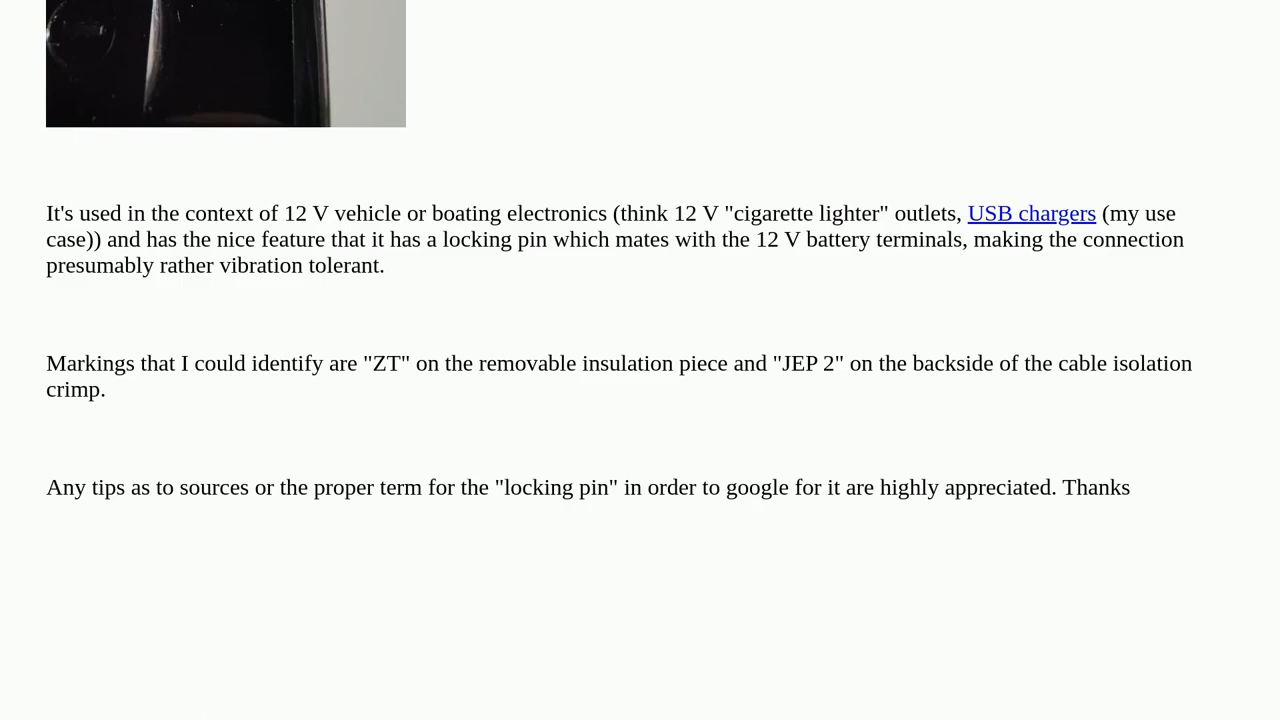 It's used in the context of 12 V vehicle or boating electronics (think 12 V "cigarette lighter" outlets, USB chargers (my use
case)) and has the nice feature that it has a locking pin which mates with the 12 V battery terminals, making the connection
presumably rather vibration tolerant.
Markings that I could identify are "ZT" on the removable insulation piece and "JEP 2" on the backside of the cable isolation
crimp.
Any tips as to sources or the proper term for the "locking pin" in order to google for it are highly appreciated. Thanks